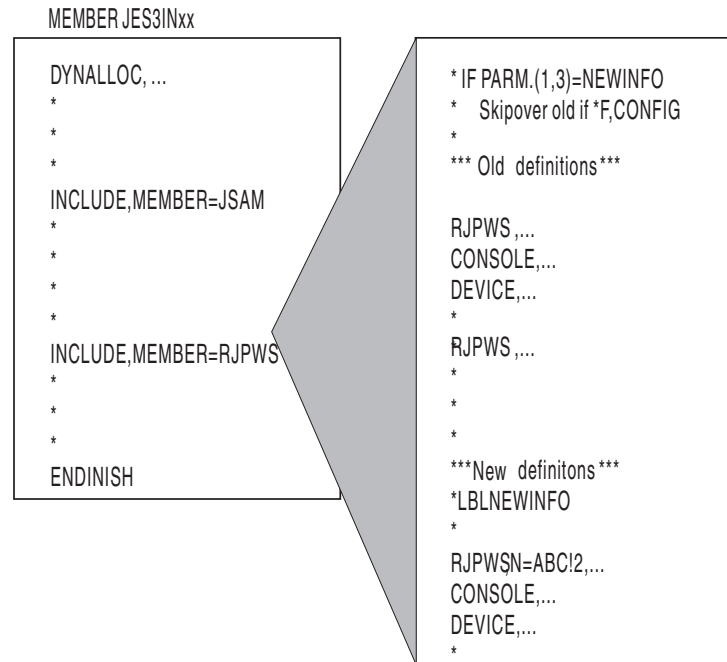 MEMBER JES3INxx
DYNALLOC, ...
*
*
*
INCLUDE,MEMBER=JSAM
*
*
*
*
INCLUDE,MEMBER=RJPWS
*
*
*
ENDINISH
* IF PARM.(1,3)=NEWINFO
* Skipover old if *F,CONFIG
*
*** Old definitions ***
RJPWS ,...
CONSOLE,...
DEVICE,...
*
*
RJPWS ,...
*
*
*
***New definitons ***
*LBLNEWINFO
*
RJPWS,N=ABC!2,...
CONSOLE,...
DEVICE,...
*